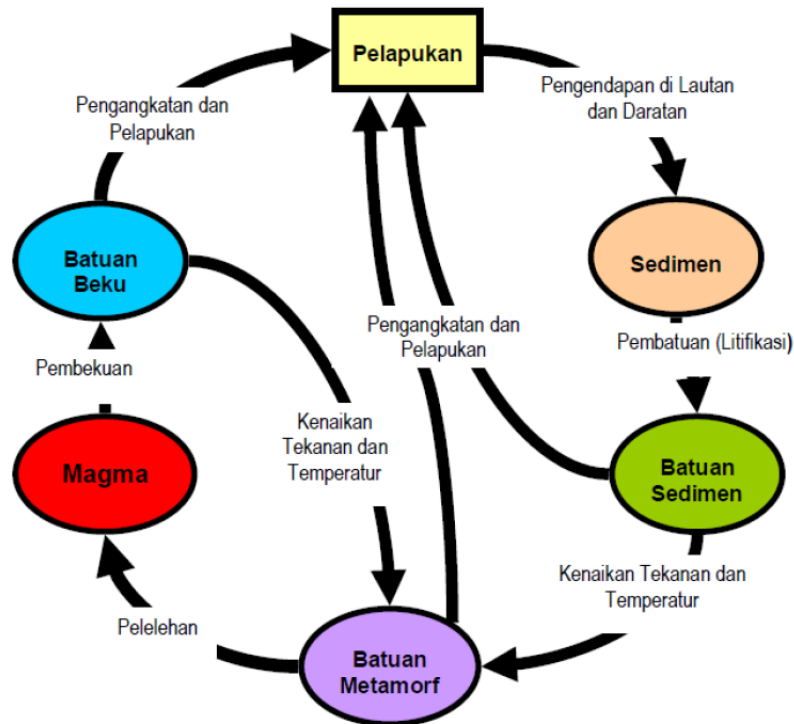 Pelapukan
Pengangkatan dan
Pelapukan
Pengendapan di Lautan
dan Daratan
Batuan
Beku
Sedimen
Pengangkatan dan
Pelapukan
Pembatuan (Litifikasi)
Pembekuan
Kenaikan
Tekanan dan
Temperatur
Magma
Batuan
Sedimen
Kenaikan Tekanan dan
Temperatur
Pelelehan
Batuan
Metamorf